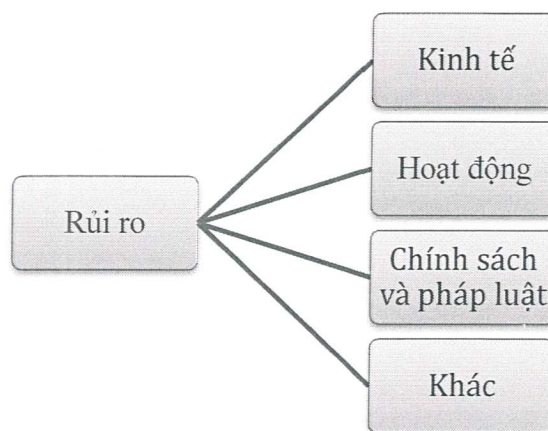 Kinh tế
Hoạt động
Rủi ro
Chính sách
và pháp luật
Khác